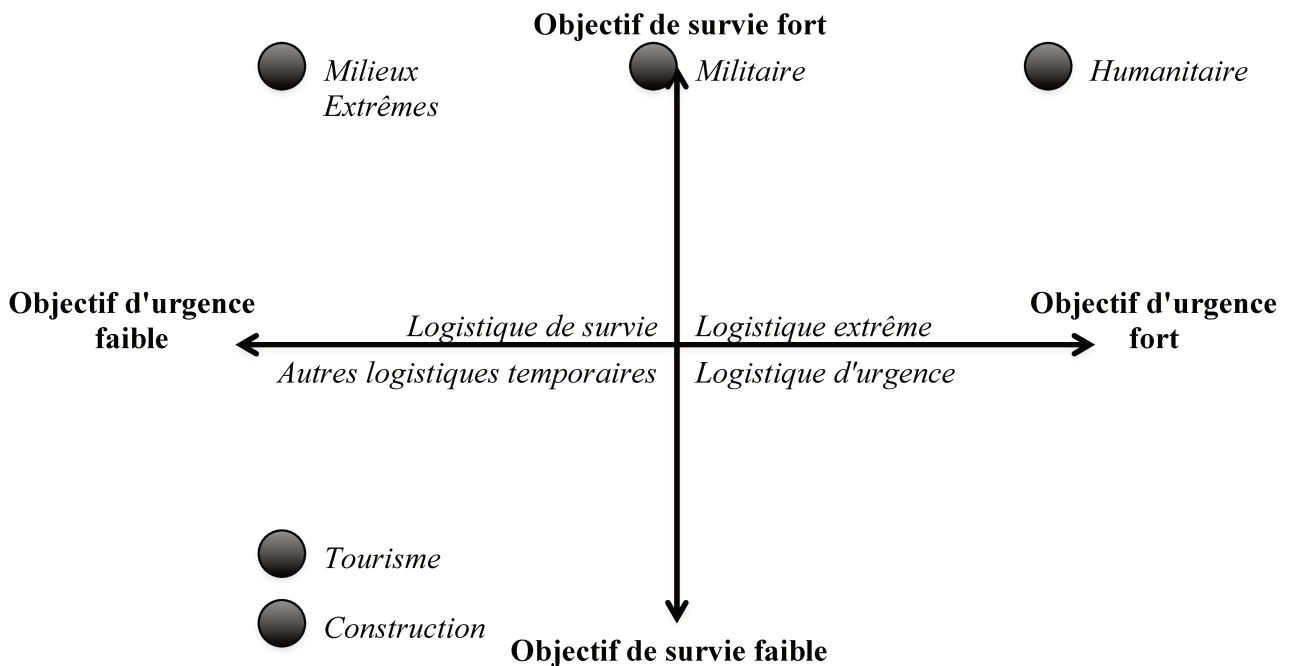 Objectif de survie fort
Milieux
Extrêmes
Militaire
Humanitaire
Objectif d'urgence
faible
Objectif d'urgence
fort
Logistique de survie
Logistique extrême
Autres logistiques temporaires
Logistique d'urgence
Tourisme
Construction
Objectif de survie faible